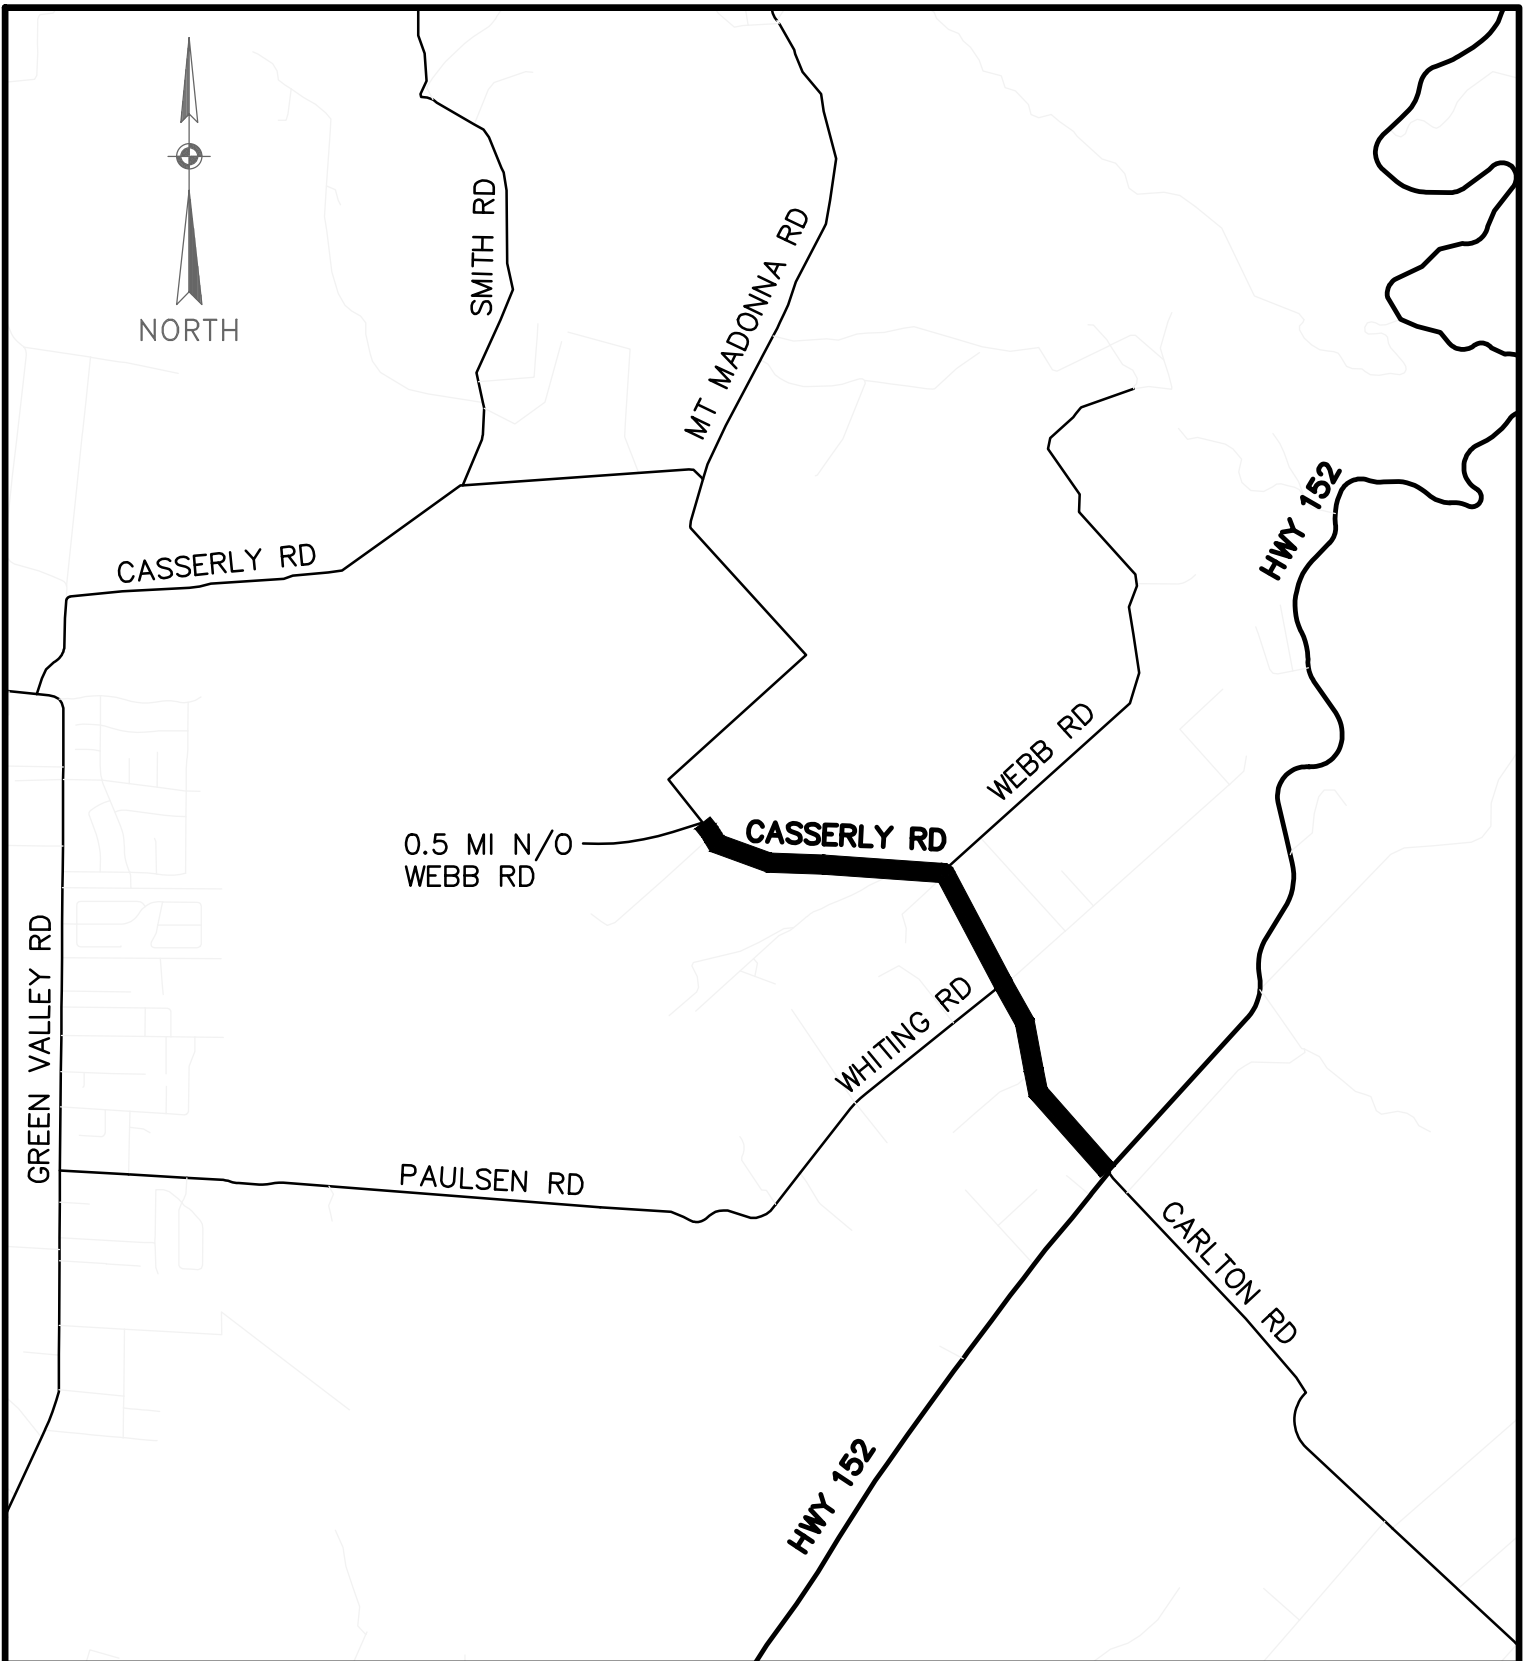 SMITH RD
MT MADONNA RD
NORTH
HWY 152
CASSERLY RD
WEBB RD
CASSERLY RD
0.5 MI N/O
WEBB RD
GREEN VALLEY RD
WHITING RD
PAULSEN RD
CARLTON RD
HWY 152